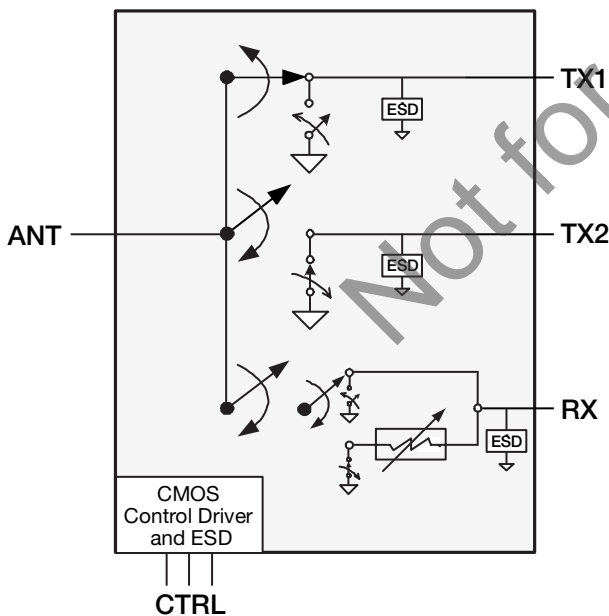 TX1
ESD
ANT
TX2
ESD
RX
ESD
CMOS
Control Driver
and ESD
CTRL
Not for